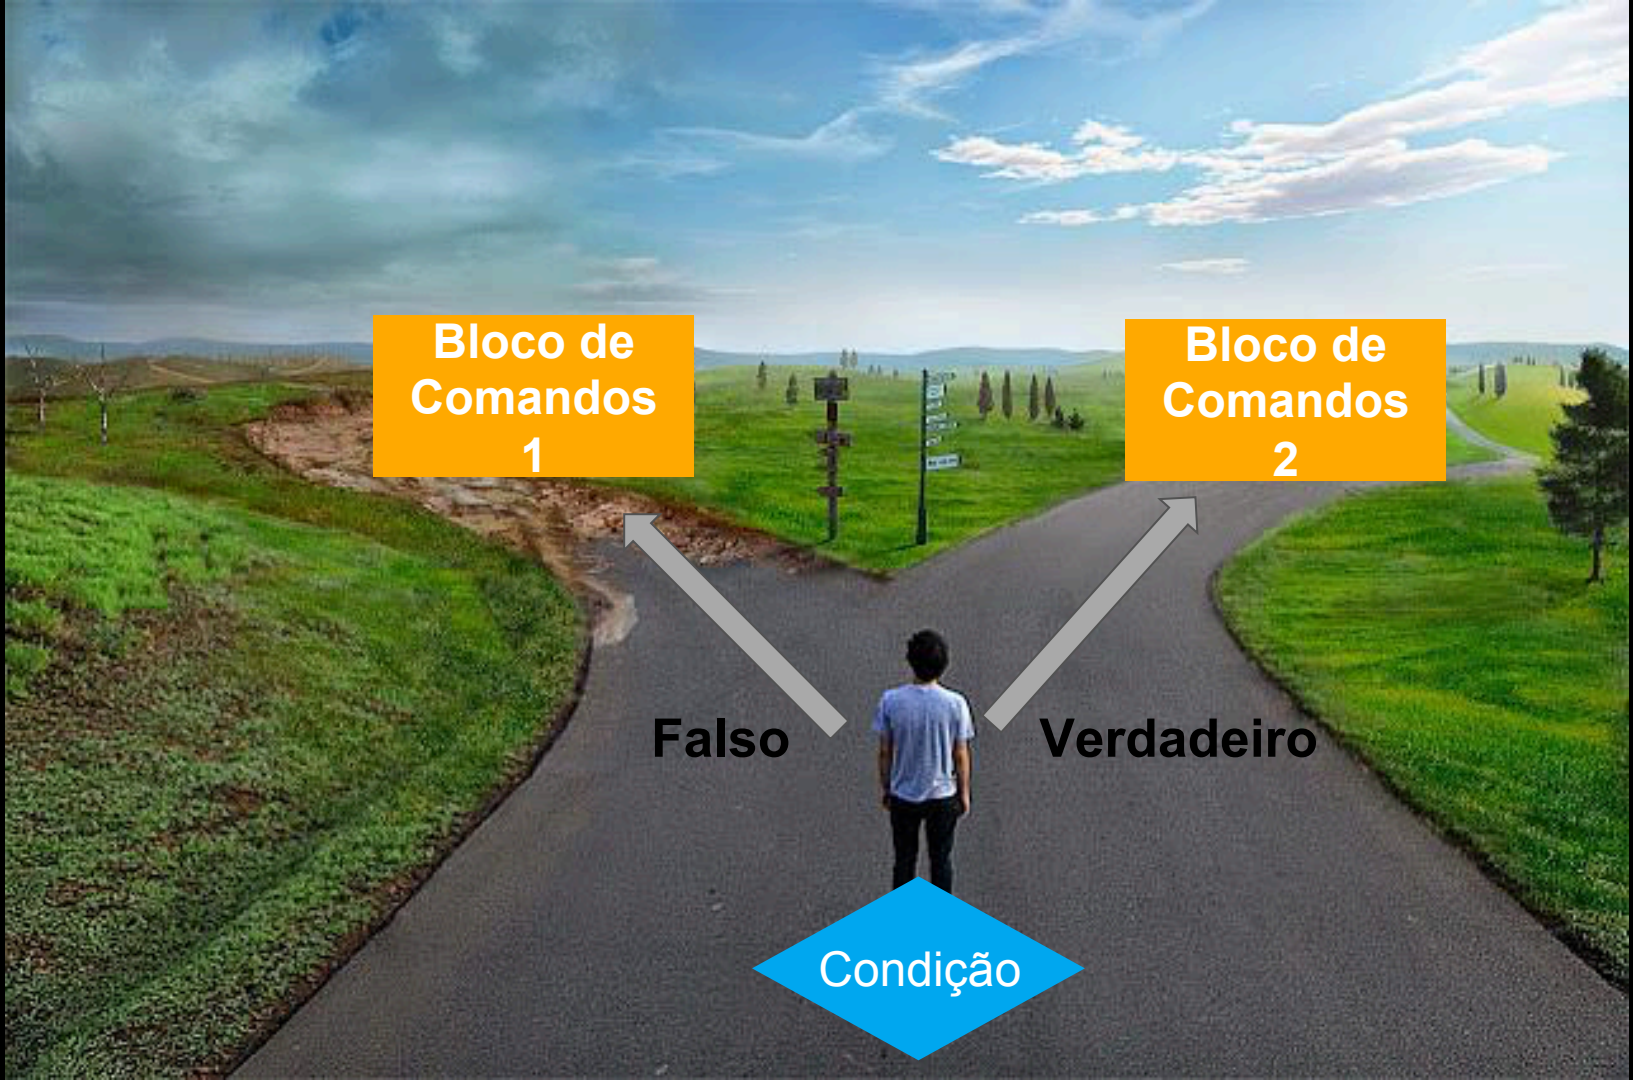 Bloco de
Comandos
1
Bloco de
Comandos
2
Falso
Verdadeiro
Condição